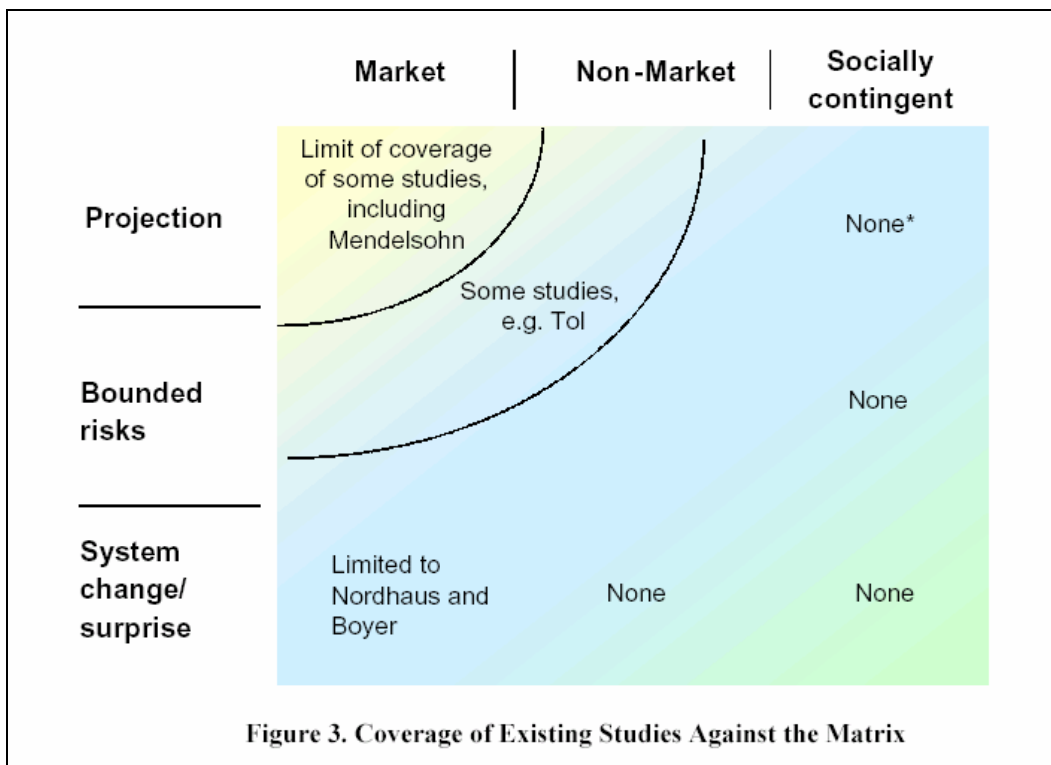 Market
Non-Market
Socially
contingent
Projection
Limit of coverage
of some studies,
including
Mendelsohn
None*
Some studies,
e.g. Tol
Bounded
risks
None
System
change/
surprise
Limited to
Nordhaus and
Boyer
None
None
Figure 3. Coverage of Existing Studies Against the Matrix